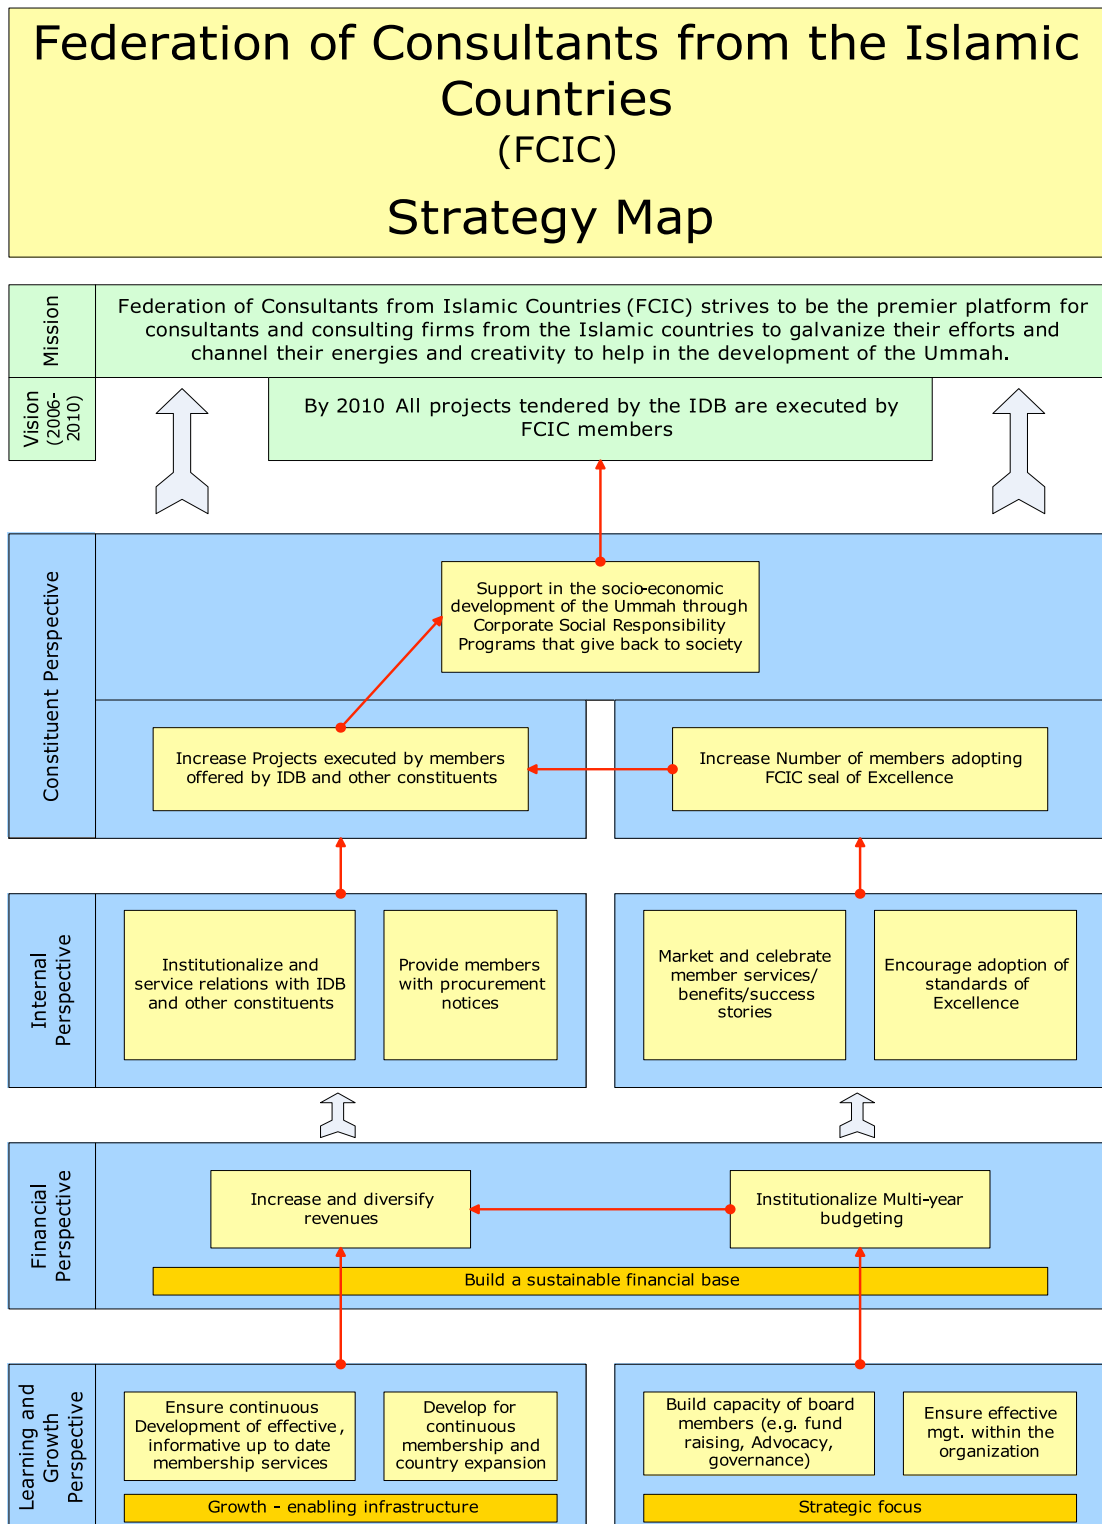 Federation of Consultants from the Islamic
Countries
(FCIC)
Strategy Map
Mission
Federation of Consultants from Islamic Countries (FCIC) strives to be the premier platform for
consultants and consulting firms from the Islamic countries to galvanize their efforts and
channel their energies and creativity to help in the development of the Ummah.
Vision
(2006-
2010)
By 2010 All projects tendered by the IDB are executed by
FCIC members
Constituent Perspective
Support in the socio-economic
development of the Ummah through
Corporate Social Responsibility
Programs that give back to society
Increase Projects executed by members
offered by IDB and other constituents
Increase Number of members adopting
FCIC seal of Excellence
Internal
Perspective
Institutionalize and
service relations with IDB
and other constituents
Provide members
with procurement
notices
Market and celebrate
member services/
benefits/success
stories
Encourage adoption of
standards of
Excellence
Financial
Perspective
Increase and diversify
revenues
Institutionalize Multi-year
budgeting
Build a sustainable financial base
Learning and
Growth
Perspective
Ensure continuous
Development of effective,
informative up to date
membership services
Develop for
continuous
membership and
country expansion
Build capacity of board
members (e.g. fund
raising, Advocacy,
governance)
Ensure effective
mgt. within the
organization
Growth - enabling infrastructure
Strategic focus